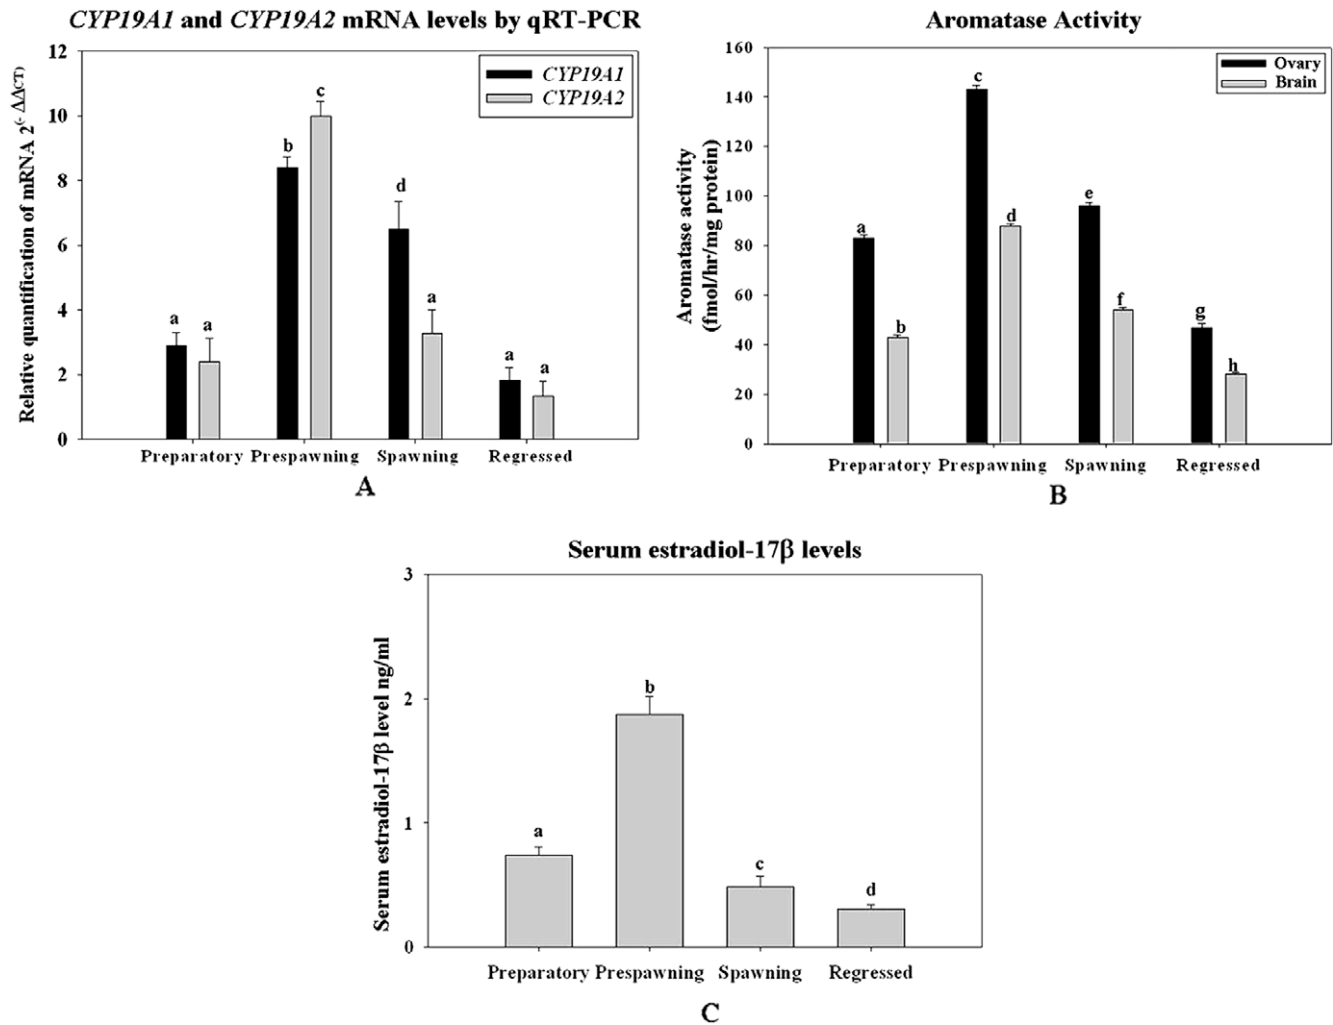 CYP19A1 and CYP19A2 mRNA levels by qRT-PCR
Relative quantification of mRNA 2(- ΔΔCT)
12
10
8
6
4
2
0
CYP19A1
CYP19A2
a
a
b
c
d
a
a
a
Preparatory Prespawning Spawning Regressed
A
Aromatase Activity
Aromatase activity
(fmol/hr/mg protein)
160
140
120
100
80
60
40
20
0
Ovary
Brain
a
b
c
d
e
f
g
h
Preparatory Prespawning Spawning Regressed
B
Serum estradiol-17β levels
Serum estradiol-17β level ng/ml
3
2
1
0
a
b
c
d
Preparatory Prespawning Spawning Regressed
C